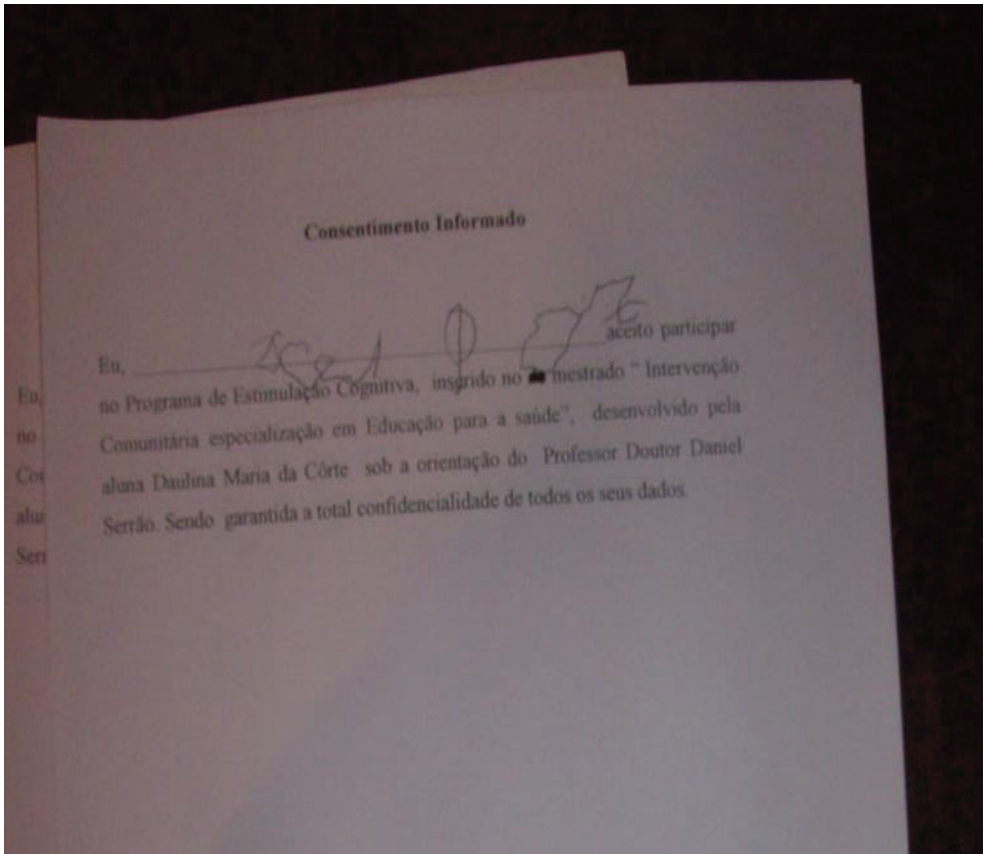 Consentimento Informado
Eu, aceito participar
no Programa de Estimulação Cognitiva, inserido no mestrado “ Intervenção
Comunitária especialização em Educação para a saúde”, desenvolvido pela
aluna Daulina Maria da Côrte sob a orientação do Professor Doutor Daniel
Serrão. Sendo garantida a total confidencialidade de todos os seus dados.
Eu,
no